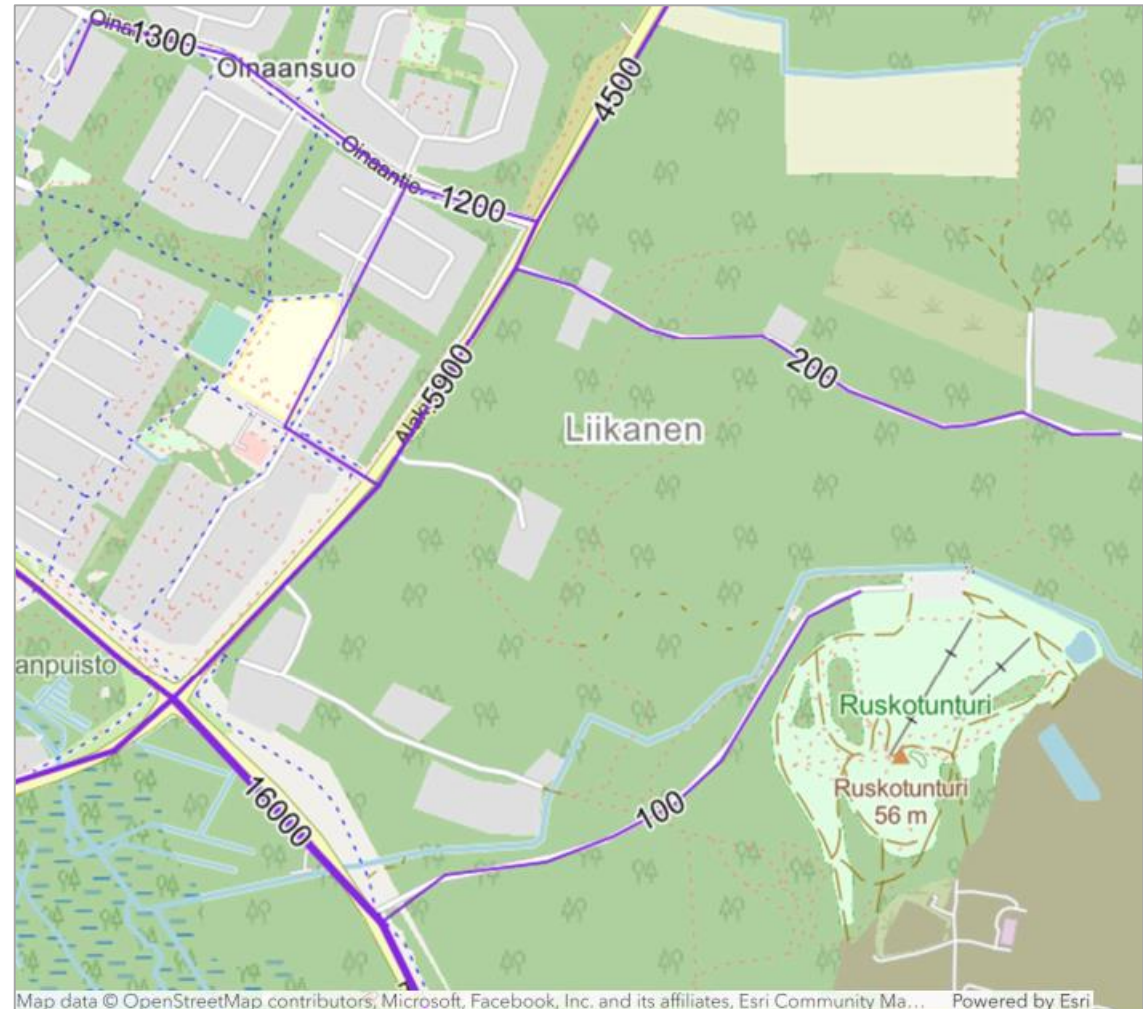 1300
Oinaansuo
4500
Oinaantie
1200
5900
200
Liikanen
anpuisto
Ruskotunturi
Ruskotunturi
56 m
16000
100
Map data © OpenStreetMap contributors, Microsoft, Facebook, Inc. and its affiliates, Esri Community Ma... Powered by Esri